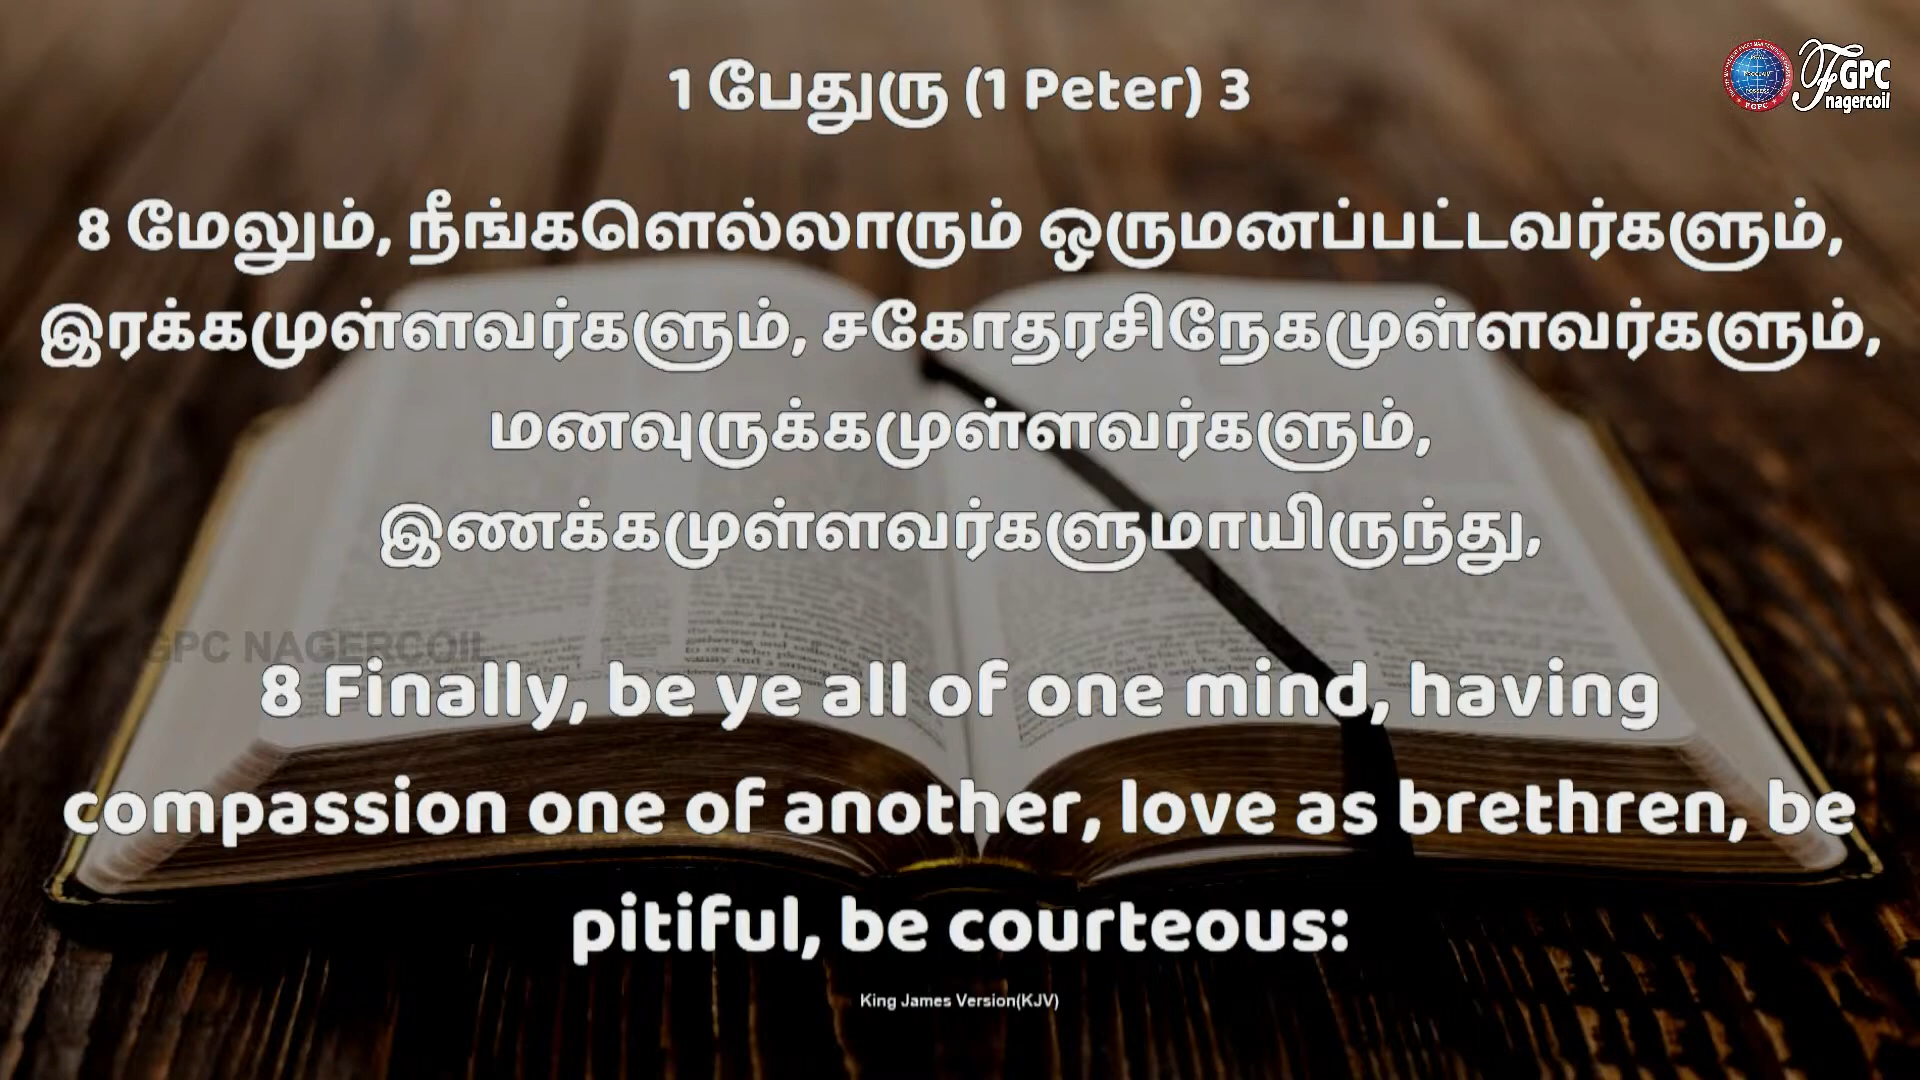 1 பேதுரு (1 Peter) 3
FGPC
nagercoil
8 மேலும், நீங்களெல்லாரும் ஒருமனப்பட்டவர்களும்,
இரக்கமுள்ளவர்களும், சகோதரசிநேகமுள்ளவர்களும்,
மனவுருக்கமுள்ளவர்களும்,
இணக்கமுள்ளவர்களுமாயிருந்து,
GPC NAGERCOIL
8 Finally, be ye all of one mind, having
compassion one of another, love as brethren, be
pitiful, be courteous:
King James Version(KJV)